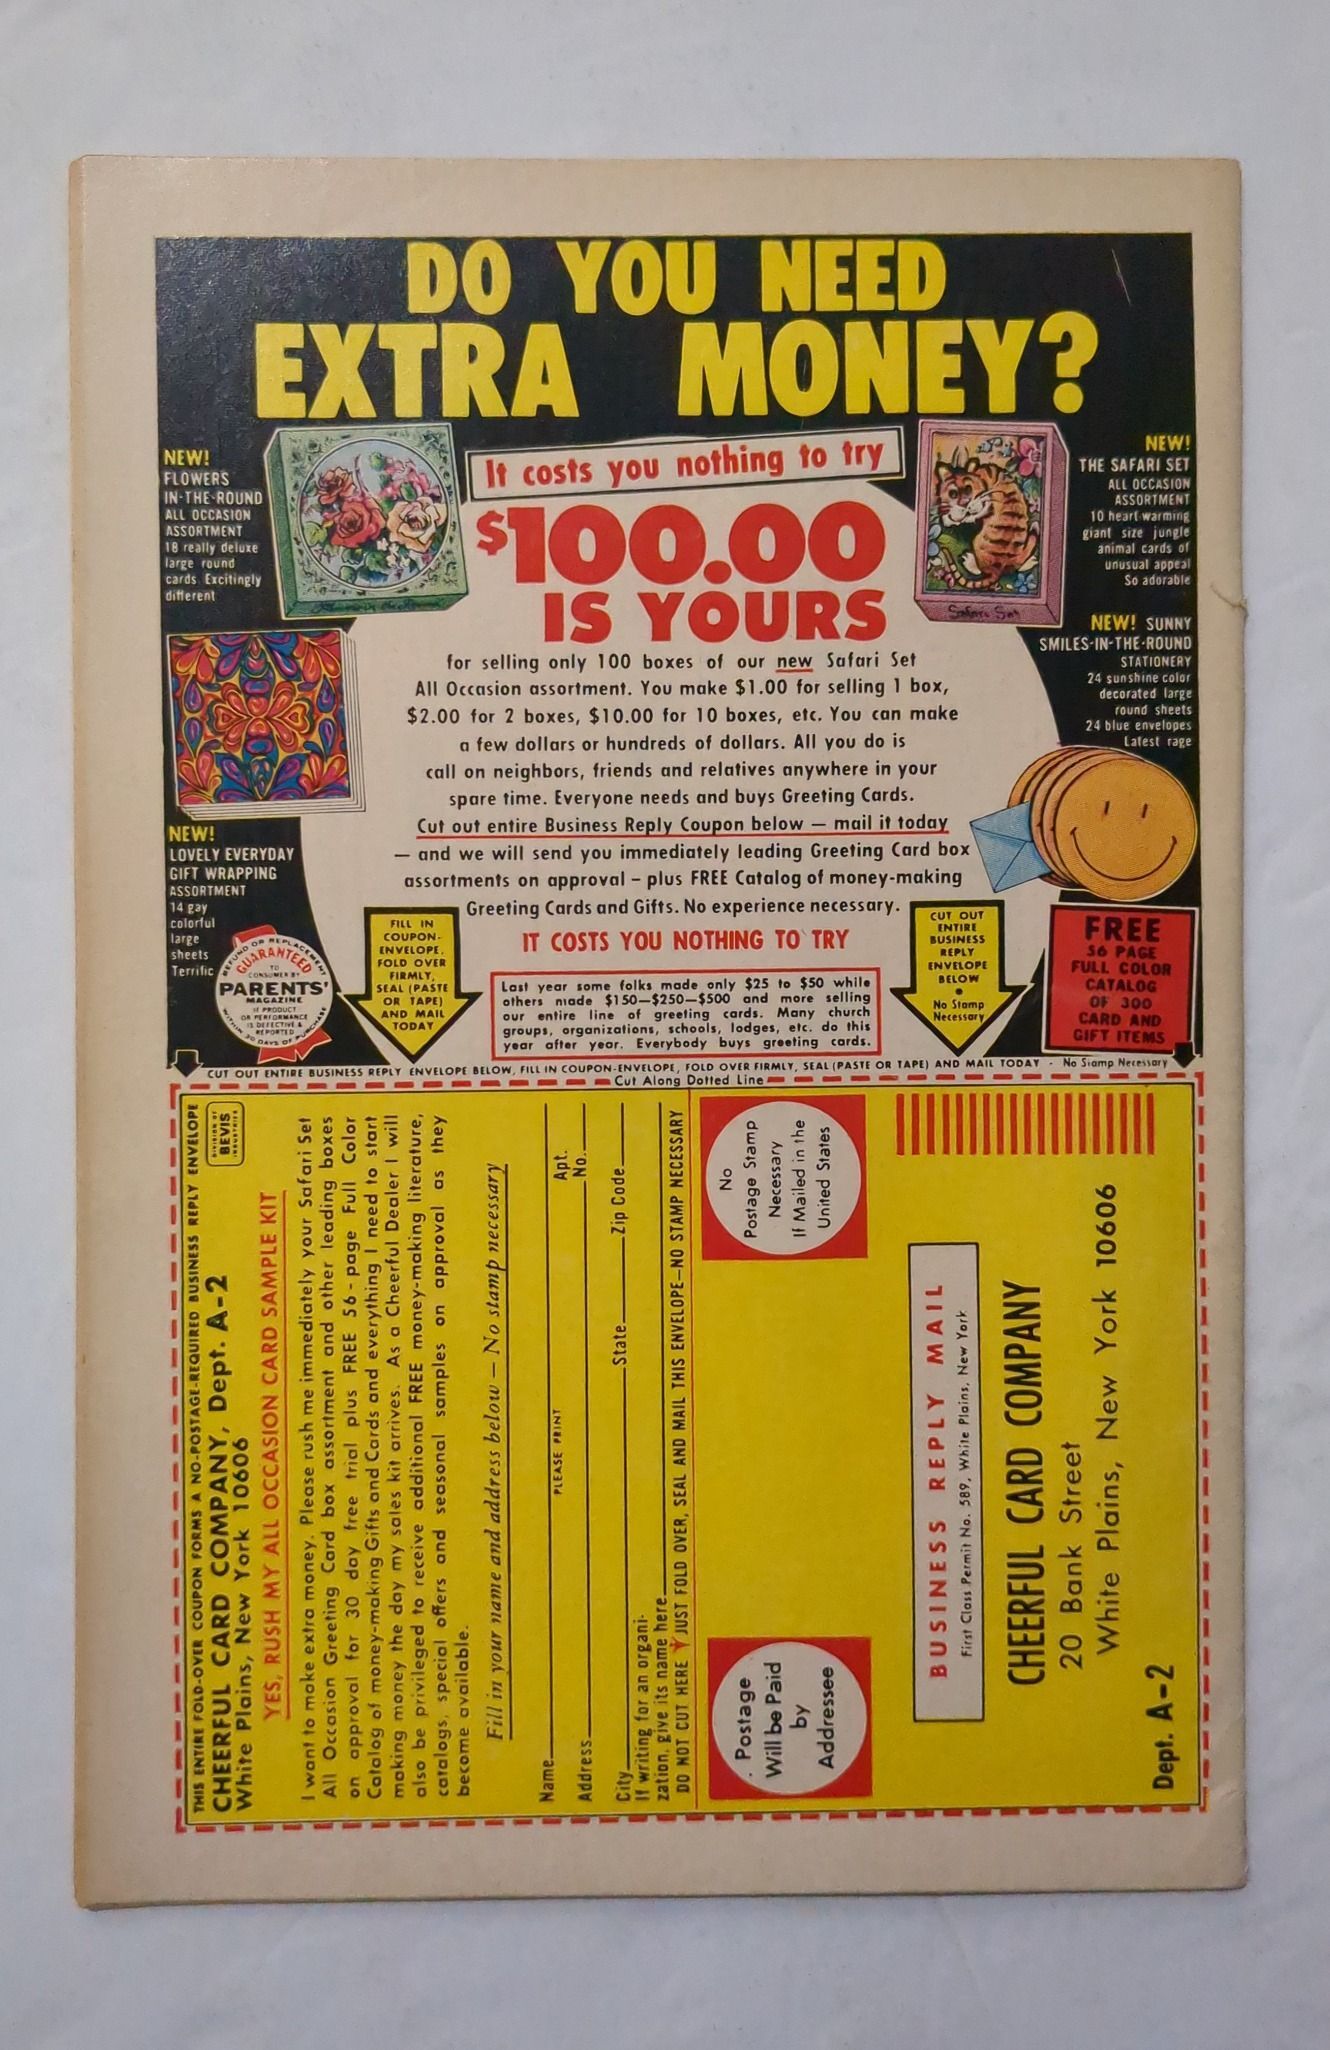 DO YOU NEED
EXTRA MONEY?
It costs you nothing to try
NEW!
FLOWERS
IN-THE-ROUND
ALL OCCASION
ASSORTMENT
18 really deluxe
large round
cards. Excitingly
different
NEW!
THE SAFARI SET
ALL OCCASION
ASSORTMENT
10 heart-warming
giant size jungle
animal cards of
unusual appeal
So adorable
Safari Set
$100.00
IS YOURS
for selling only 100 boxes of our new Safari Set
All Occasion assortment. You make $1.00 for selling 1 box,
$2.00 for 2 boxes, $10.00 for 10 boxes, etc. You can make
a few dollars or hundreds of dollars. All you do is
call on neighbors, friends and relatives anywhere in your
spare time. Everyone needs and buys Greeting Cards.
Cut out entire Business Reply Coupon below — mail it today
— and we will send you immediately leading Greeting Card box
assortments on approval – plus FREE Catalog of money-making
Greeting Cards and Gifts. No experience necessary.
IT COSTS YOU NOTHING TO TRY
NEW! SUNNY
SMILES-IN-THE-ROUND
STATIONERY
24 sunshine color
decorated large
round sheets
24 blue envelopes
Latest rage
NEW!
LOVELY EVERYDAY
GIFT WRAPPING
ASSORTMENT
14 gay
colorful
large
sheets
Terrific
REFUND OR REPLACEMENT
GUARANTEED
TO
CONSUMER BY
PARENTS'
MAGAZINE
IF PRODUCT
OR PERFORMANCE
IS DEFECTIVE &
REPORTED
WITHIN 30 DAYS OF PURCHASE
FILL IN
COUPON-
ENVELOPE,
FOLD OVER
FIRMLY,
SEAL (PASTE
OR TAPE)
AND MAIL
TODAY
Last year some folks made only $25 to $50 while
others made $150—$250—$500 and more selling
our entire line of greeting cards. Many church
groups, organizations, schools, lodges, etc. do this
year after year. Everybody buys greeting cards.
CUT OUT
ENTIRE
BUSINESS
REPLY
ENVELOPE
BELOW
•
No Stamp
Necessary
FREE
56 PAGE
FULL COLOR
CATALOG
OF 300
CARD AND
GIFT ITEMS
CUT OUT ENTIRE BUSINESS REPLY ENVELOPE BELOW, FILL IN COUPON-ENVELOPE, FOLD OVER FIRMLY, SEAL (PASTE OR TAPE) AND MAIL TODAY - No Stamp Necessary
Cut Along Dotted Line
THIS ENTIRE FOLD-OVER COUPON FORMS A NO-POSTAGE-REQUIRED BUSINESS REPLY ENVELOPE
CHEERFUL CARD COMPANY, Dept. A-2
White Plains, New York 10606
DIVISION OF
BEVIS
INDUSTRIES
YES, RUSH MY ALL OCCASION CARD SAMPLE KIT
I want to make extra money. Please rush me immediately your Safari Set
All Occasion Greeting Card box assortment and other leading boxes
on approval for 30 day free trial plus FREE 56-page Full Color
Catalog of money-making Gifts and Cards and everything I need to start
making money the day my sales kit arrives. As a Cheerful Dealer I will
also be privileged to receive additional FREE money-making literature,
catalogs, special offers and seasonal samples on approval as they
become available.
Fill in your name and address below — No stamp necessary
Name
PLEASE PRINT
Address Apt. No.
City State Zip Code
If writing for an organi-
zation, give its name here
DO NOT CUT HERE JUST FOLD OVER, SEAL AND MAIL THIS ENVELOPE—NO STAMP NECESSARY
Postage
Will be Paid
by
Addressee
No
Postage Stamp
Necessary
If Mailed in the
United States
BUSINESS REPLY MAIL
First Class Permit No. 589, White Plains, New York
CHEERFUL CARD COMPANY
20 Bank Street
White Plains, New York 10606
Dept. A-2